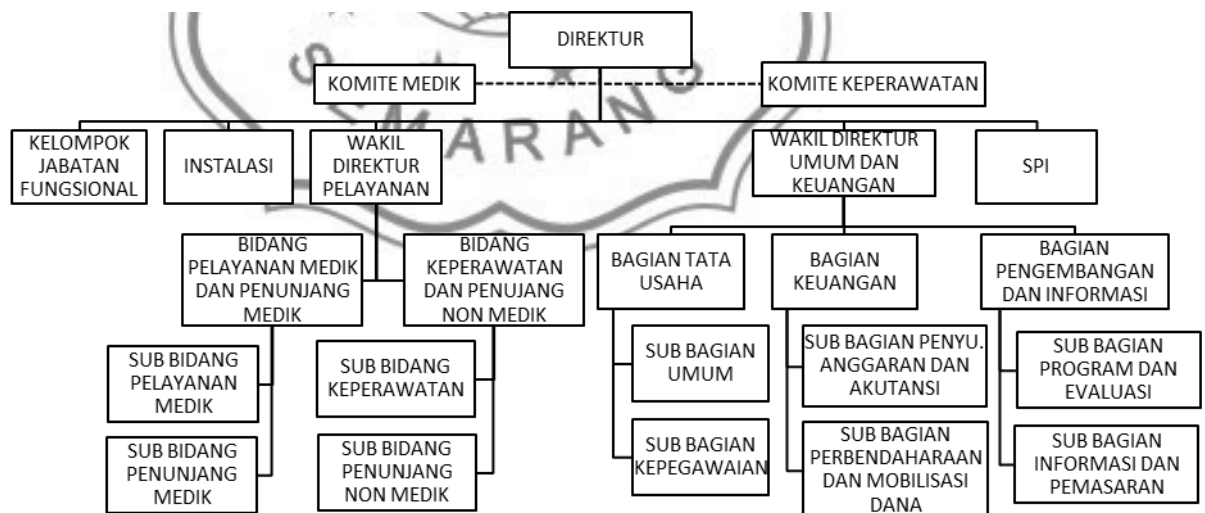 DIREKTUR
KOMITE MEDIK
KOMITE KEPERAWATAN
SEMARANG
KELOMPOK
JABATAN
FUNGSIONAL
INSTALASI
WAKIL
DIREKTUR
PELAYANAN
WAKIL DIREKTUR
UMUM DAN
KEUANGAN
SPI
BIDANG
PELAYANAN MEDIK
DAN PENUNJANG
MEDIK
BIDANG
KEPERAWATAN
DAN PENUJANG
NON MEDIK
BAGIAN TATA
USAHA
BAGIAN
KEUANGAN
BAGIAN
PENGEMBANGAN
DAN INFORMASI
SUB BIDANG
PELAYANAN
MEDIK
SUB BIDANG
KEPERAWATAN
SUB BAGIAN
UMUM
SUB BAGIAN PENYU.
ANGGARAN DAN
AKUTANSI
SUB BAGIAN
PROGRAM DAN
EVALUASI
SUB BIDANG
PENUNJANG
MEDIK
SUB BIDANG
PENUNJANG
NON MEDIK
SUB BAGIAN
KEPEGAWAIAN
SUB BAGIAN
PERBENDAHARAAN
DAN MOBILISASI
DANA
SUB BAGIAN
INFORMASI DAN
PEMASARAN